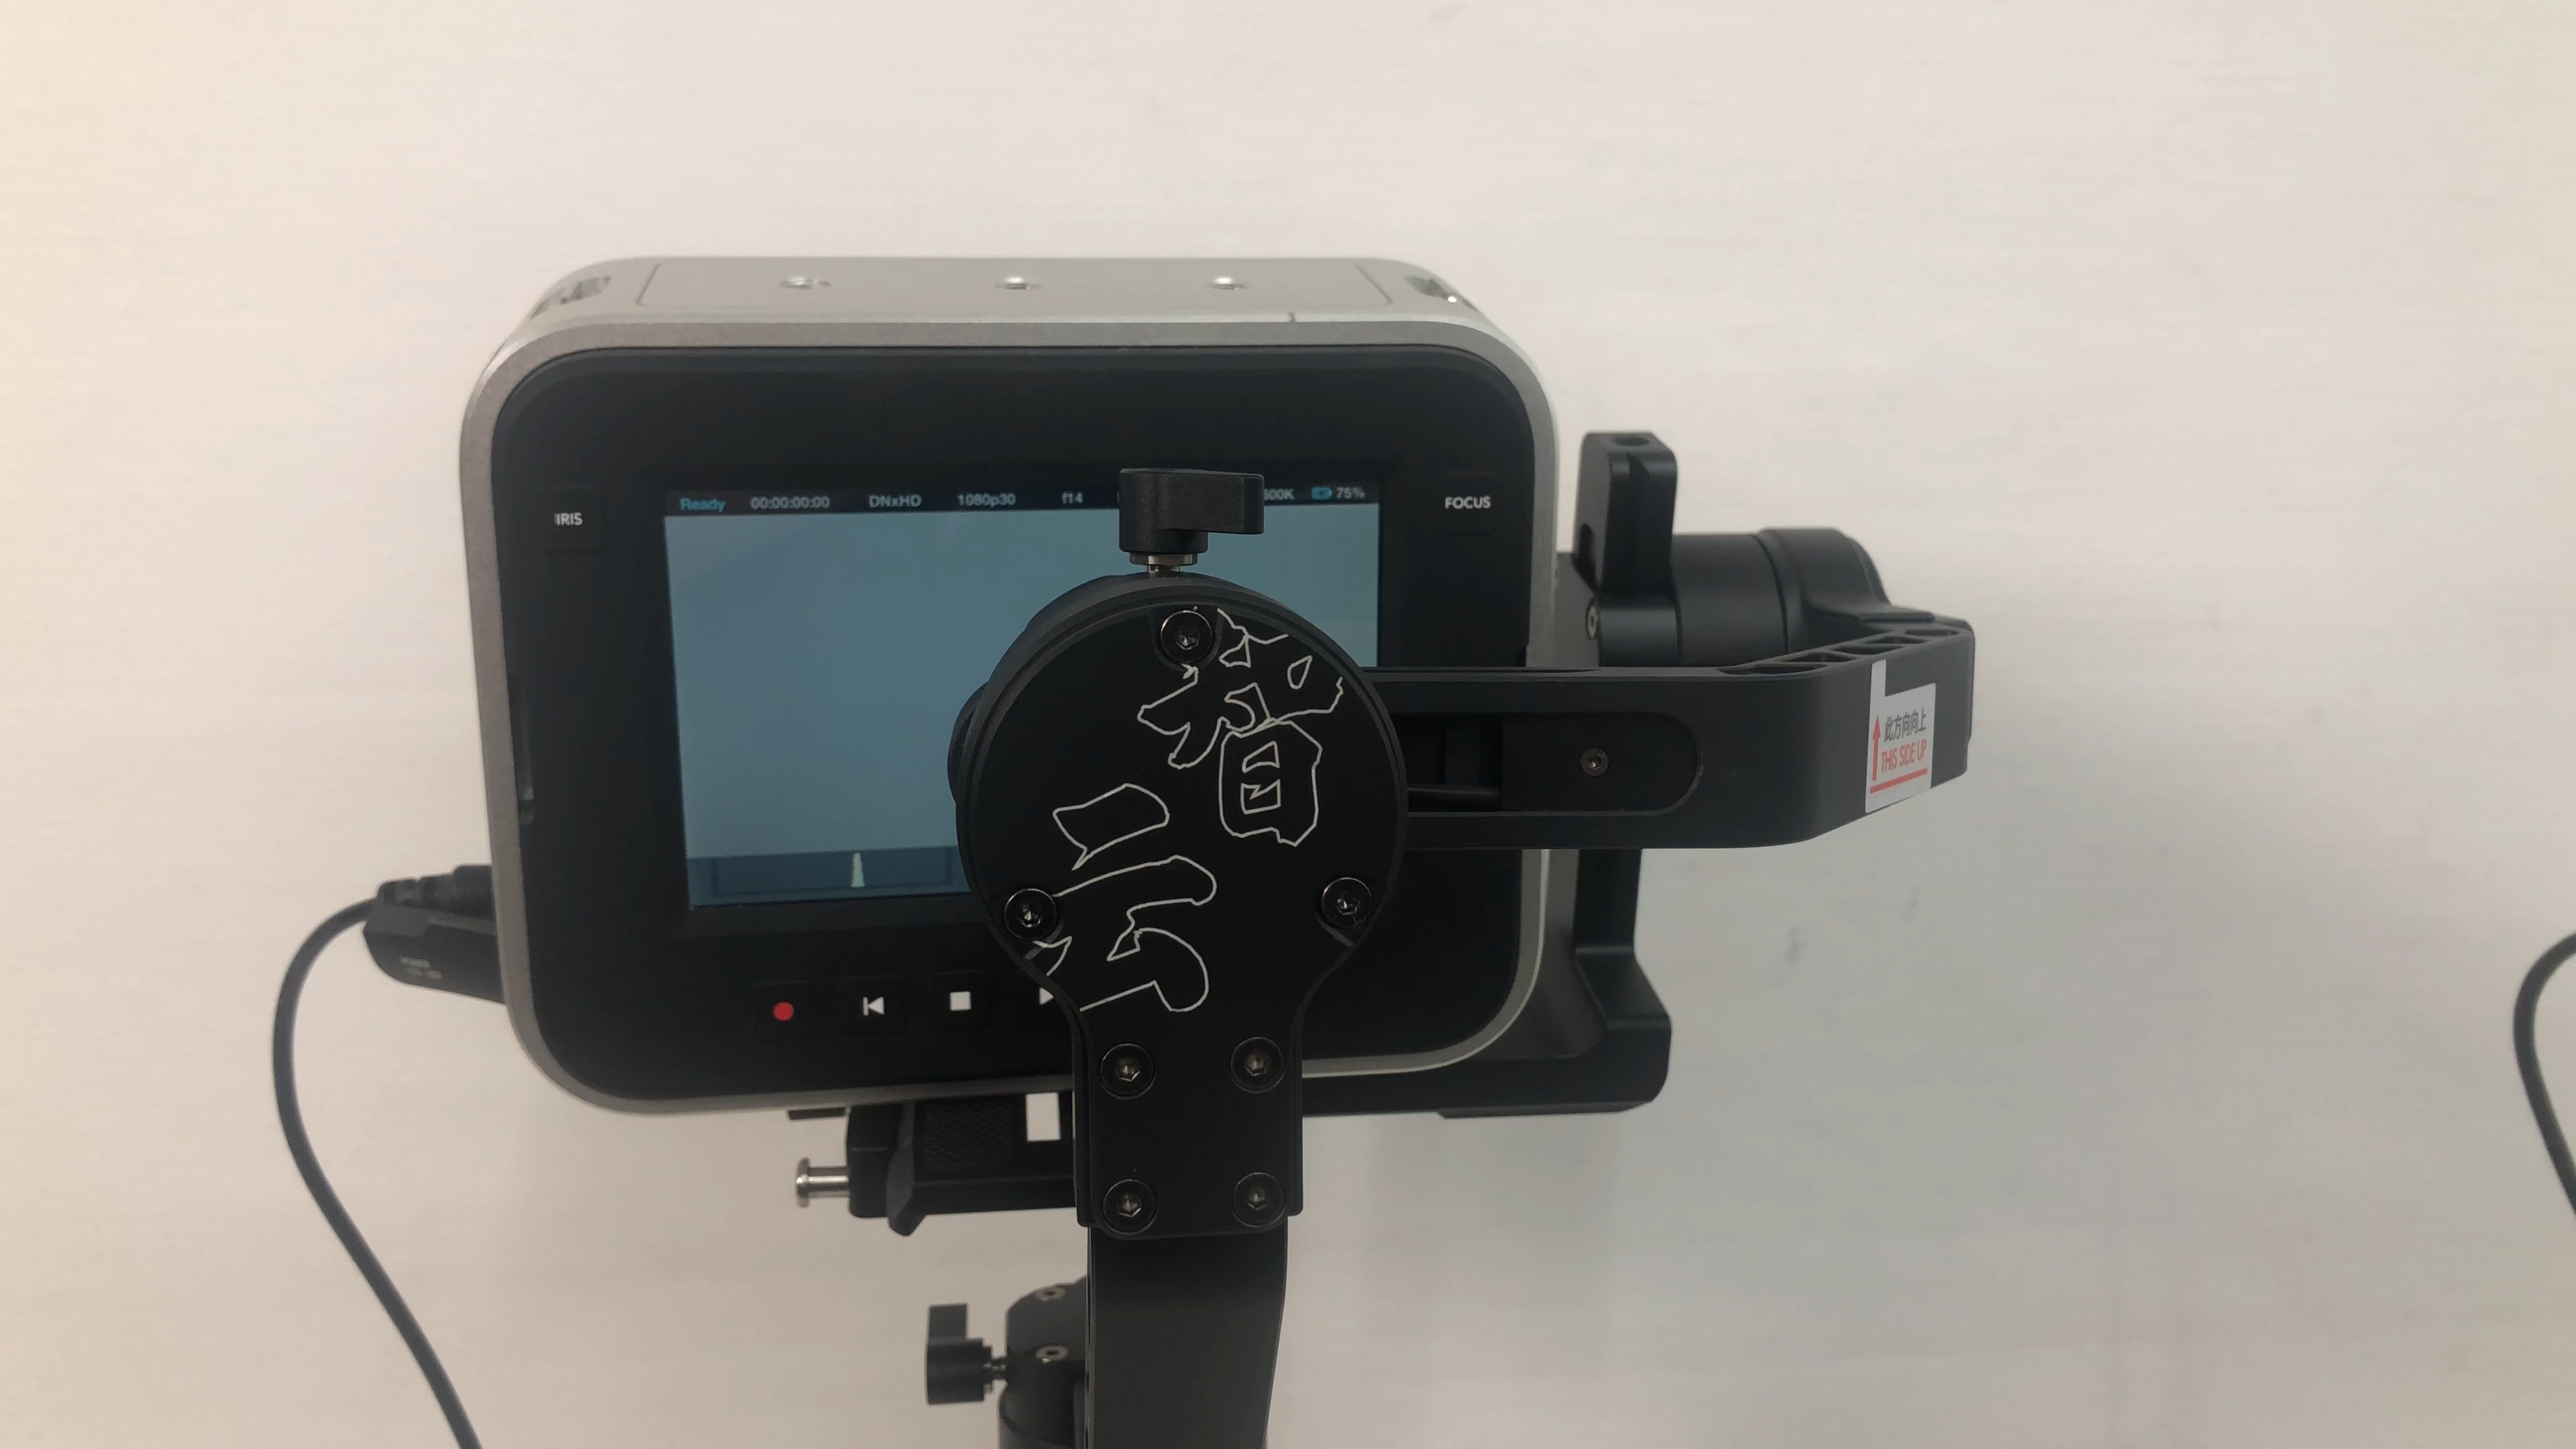 Ready 00:00:00:00 DNxHD 1080p30 f14 75%
IRIS
FOCUS
智云
此方向向上
THIS SIDE UP
POWER